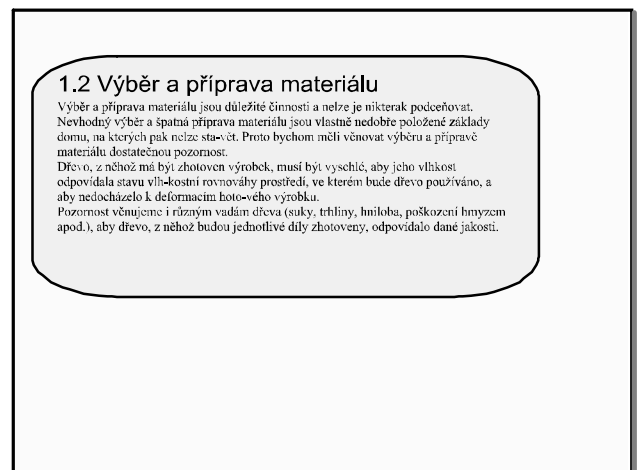 1.2 Výběr a příprava materiálu
Výběr a příprava materiálu jsou důležité činnosti a nelze je nikterak podceňovat.
Nevhodný výběr a špatná příprava materiálu jsou vlastně nedobře položené základy
domu, na kterých pak nelze sta-vět. Proto bychom měli věnovat výběru a přípravě
materiálu dostatečnou pozornost.
Dřevo, z něhož má být zhotoven výrobek, musí být vyschlé, aby jeho vlhkost
odpovídala stavu vlh-kostní rovnováhy prostředí, ve kterém bude dřevo používáno, a
aby nedocházelo k deformacím hoto-vého výrobku.
Pozornost věnujeme i různým vadám dřeva (suky, trhliny, hniloba, poškození hmyzem
apod.), aby dřevo, z něhož budou jednotlivé díly zhotoveny, odpovídalo dané jakosti.